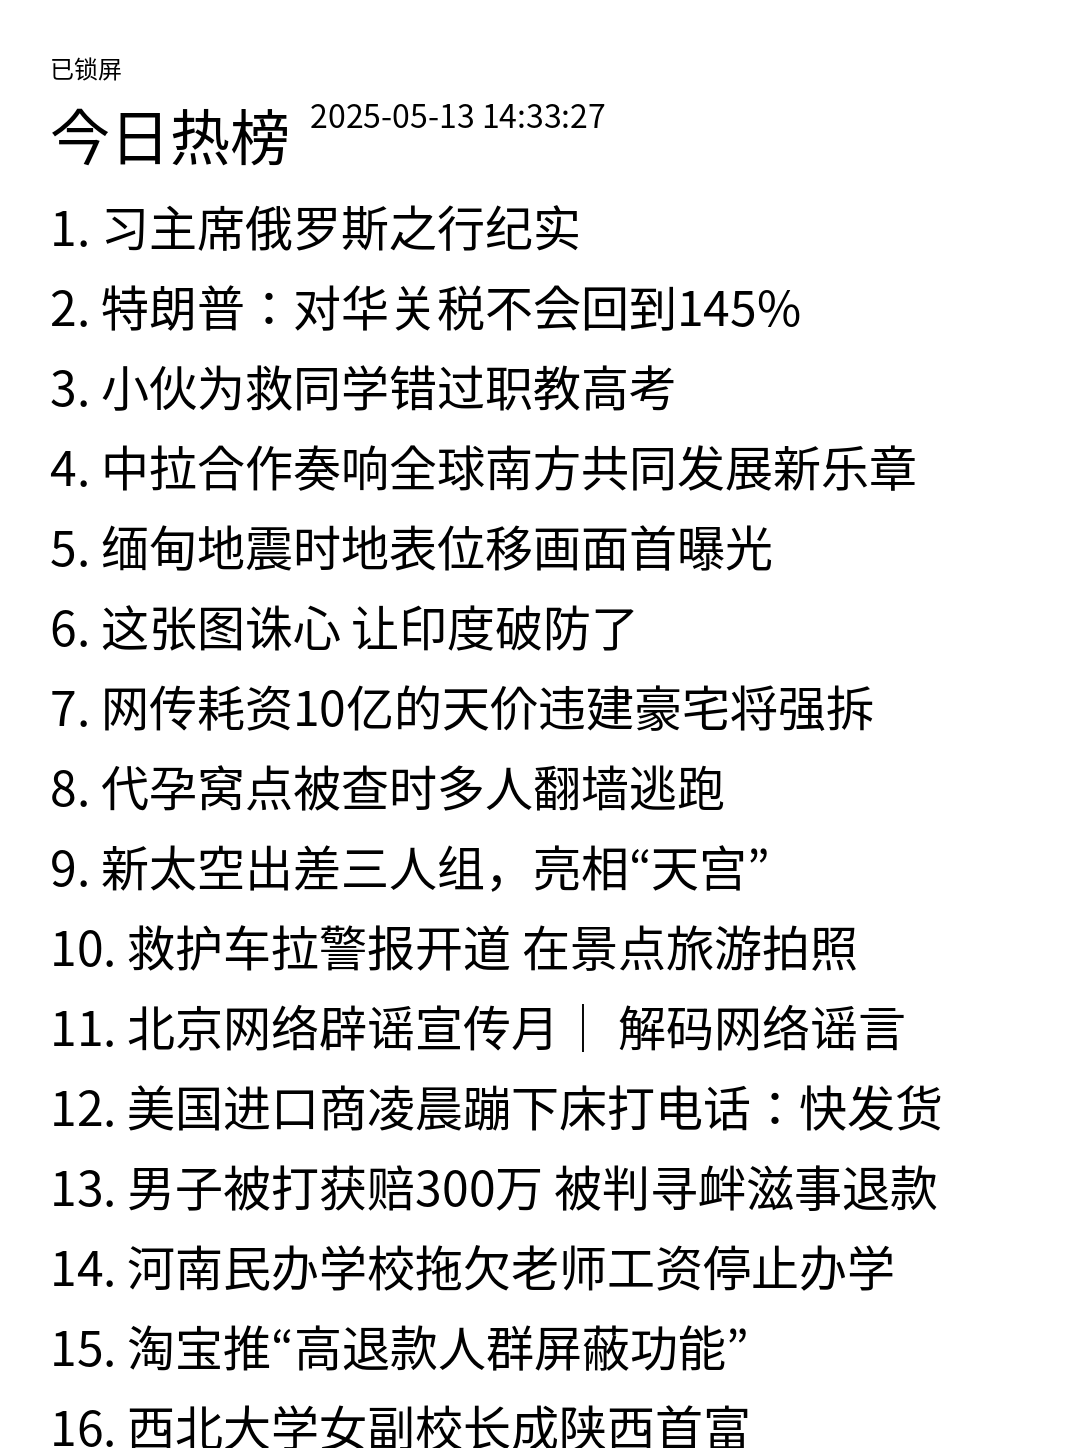 已锁屏
今日热榜 2025-05-13 14:33:27
1. 习主席俄罗斯之行纪实
2. 特朗普：对华关税不会回到145%
3. 小伙为救同学错过职教高考
4. 中拉合作奏响全球南方共同发展新乐章
5. 缅甸地震时地表位移画面首曝光
6. 这张图诛心 让印度破防了
7. 网传耗资10亿的天价违建豪宅将强拆
8. 代孕窝点被查时多人翻墙逃跑
9. 新太空出差三人组，亮相“天宫”
10. 救护车拉警报开道 在景点旅游拍照
11. 北京网络辟谣宣传月｜ 解码网络谣言
12. 美国进口商凌晨蹦下床打电话：快发货
13. 男子被打获赔300万 被判寻衅滋事退款
14. 河南民办学校拖欠老师工资停止办学
15. 淘宝推“高退款人群屏蔽功能”
16. 西北大学女副校长成陕西首富